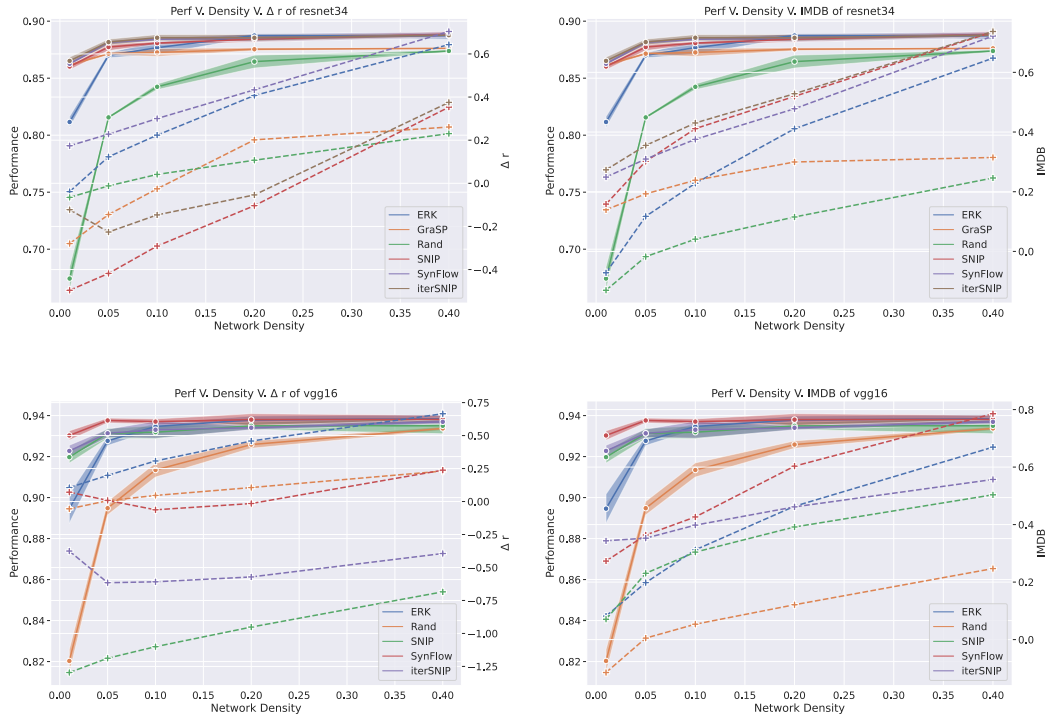 Perf V. Density V. Δ r of resnet34
0.90
0.85
0.80
0.75
0.70
Performance
0.6
0.4
0.2
0.0
−0.2
−0.4
Δ r
ERK
GraSP
Rand
SNIP
SynFlow
iterSNIP
0.00 0.05 0.10 0.15 0.20 0.25 0.30 0.35 0.40
Network Density
Perf V. Density V. IMDB of resnet34
0.90
0.85
0.80
0.75
0.70
Performance
0.6
0.4
0.2
0.0
IMDB
ERK
GraSP
Rand
SNIP
SynFlow
iterSNIP
0.00 0.05 0.10 0.15 0.20 0.25 0.30 0.35 0.40
Network Density
Perf V. Density V. Δ r of vgg16
0.94
0.92
0.90
0.88
0.86
0.84
0.82
Performance
0.75
0.50
0.25
0.00
−0.25
−0.50
−0.75
−1.00
−1.25
Δ r
ERK
Rand
SNIP
SynFlow
iterSNIP
0.00 0.05 0.10 0.15 0.20 0.25 0.30 0.35 0.40
Network Density
Perf V. Density V. IMDB of vgg16
0.94
0.92
0.90
0.88
0.86
0.84
0.82
Performance
0.8
0.6
0.4
0.2
0.0
IMDB
ERK
Rand
SNIP
SynFlow
iterSNIP
0.00 0.05 0.10 0.15 0.20 0.25 0.30 0.35 0.40
Network Density